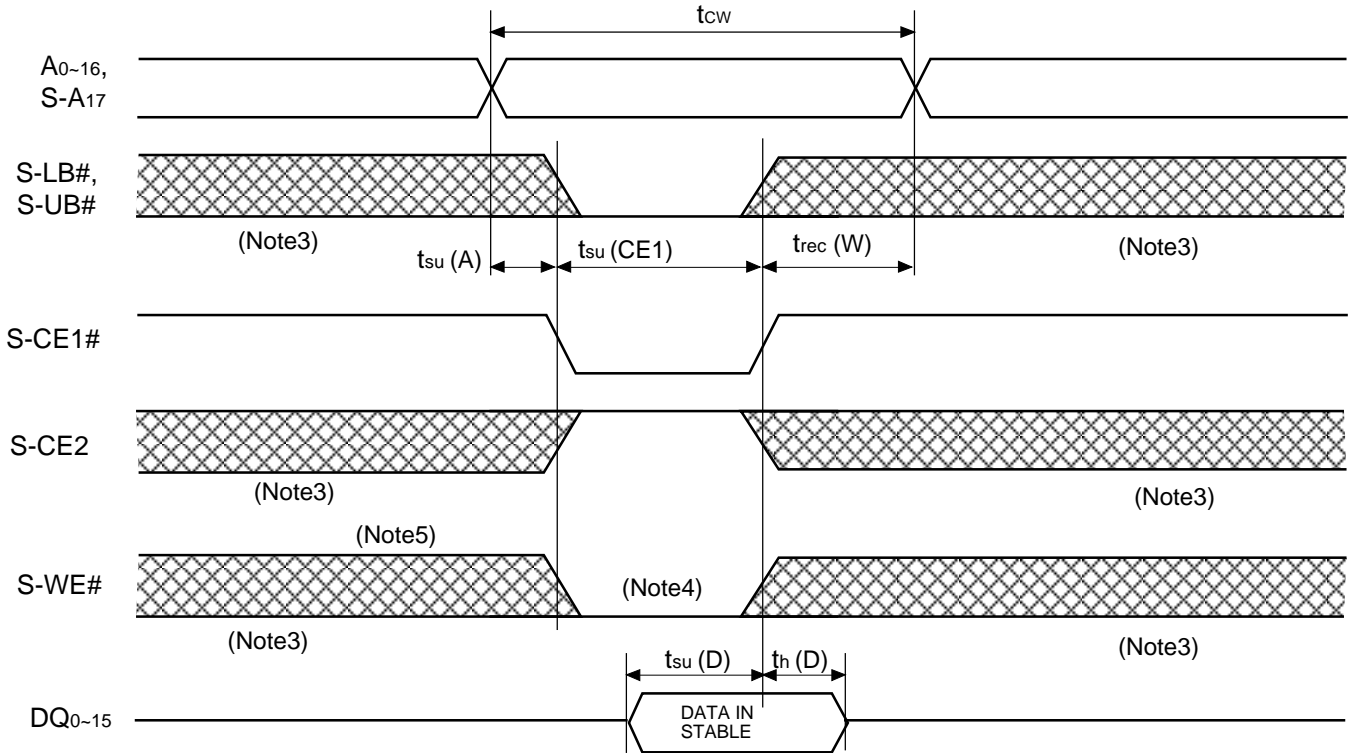 tCW
A0~16,
S-A17
S-LB#,
S-UB#
(Note3)
tsu (A)
tsu (CE1)
trec (W)
(Note3)
S-CE1#
S-CE2
(Note3)
(Note3)
(Note5)
S-WE#
(Note4)
(Note3)
(Note3)
tsu (D)
th (D)
DQ0~15
DATA IN
STABLE